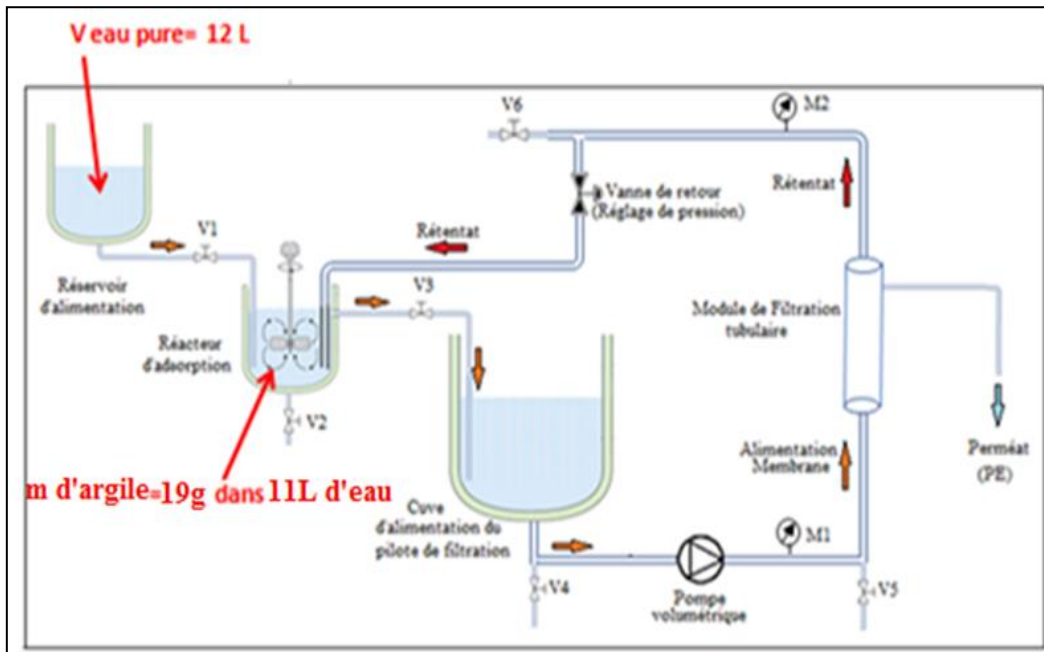 V eau pure= 12 L
V6
M2
Rétentat
Vanne de retour
(Réglage de pression)
V1
Rétentat
V3
Réservoir
d'alimentation
Module de Filtration
tubulaire
Réacteur
d'adsorption
V2
Alimentation
Membrane
Perméat
(PE)
m d'argile=19g dans 11L d'eau
Cuve
d'alimentation du
pilote de filtration
M1
V4
Pompe
volumétrique
V5